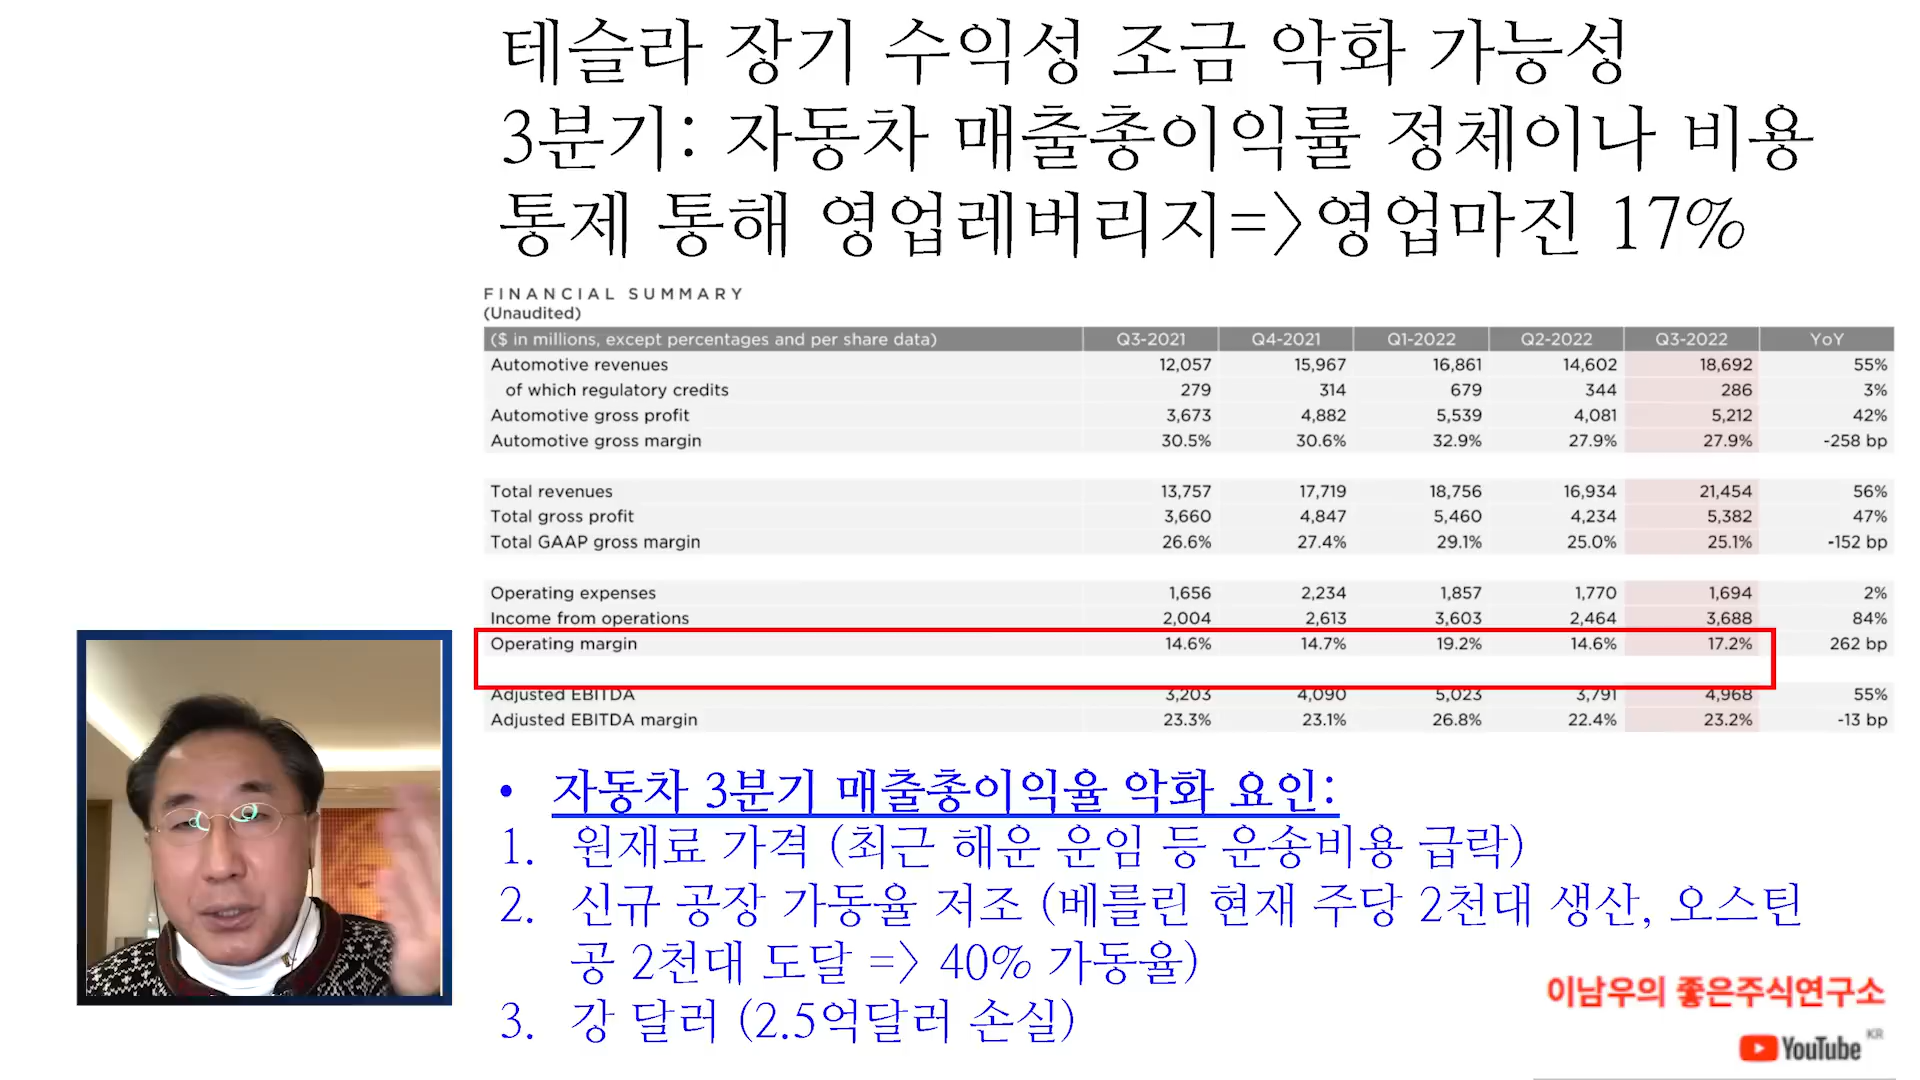 테슬라 장기 수익성 조금 악화 가능성
3분기: 자동차 매출총이익률 정체이나 비용
통제 통해 영업레버리지=>영업마진 17%
FINANCIAL SUMMARY
(Unaudited)
($ in millions, except percentages and per share data) Q3-2021 Q4-2021 Q1-2022 Q2-2022 Q3-2022 YoY
Automotive revenues 12,057 15,967 16,861 14,602 18,692 55%
of which regulatory credits 279 314 679 344 286 3%
Automotive gross profit 3,673 4,882 5,539 4,081 5,212 42%
Automotive gross margin 30.5% 30.6% 32.9% 27.9% 27.9% -258 bp
Total revenues 13,757 17,719 18,756 16,934 21,454 56%
Total gross profit 3,660 4,847 5,460 4,234 5,382 47%
Total GAAP gross margin 26.6% 27.4% 29.1% 25.0% 25.1% -152 bp
Operating expenses 1,656 2,234 1,857 1,770 1,694 2%
Income from operations 2,004 2,613 3,603 2,464 3,688 84%
Operating margin 14.6% 14.7% 19.2% 14.6% 17.2% 262 bp
Adjusted EBITDA 3,203 4,090 5,023 3,791 4,968 55%
Adjusted EBITDA margin 23.3% 23.1% 26.8% 22.4% 23.2% -13 bp
• 자동차 3분기 매출총이익율 악화 요인:
1. 원재료 가격 (최근 해운 운임 등 운송비용 급락)
2. 신규 공장 가동율 저조 (베를린 현재 주당 2천대 생산, 오스틴
공 2천대 도달 => 40% 가동율)
3. 강 달러 (2.5억달러 손실)
이남우의 좋은주식연구소
YouTube KR